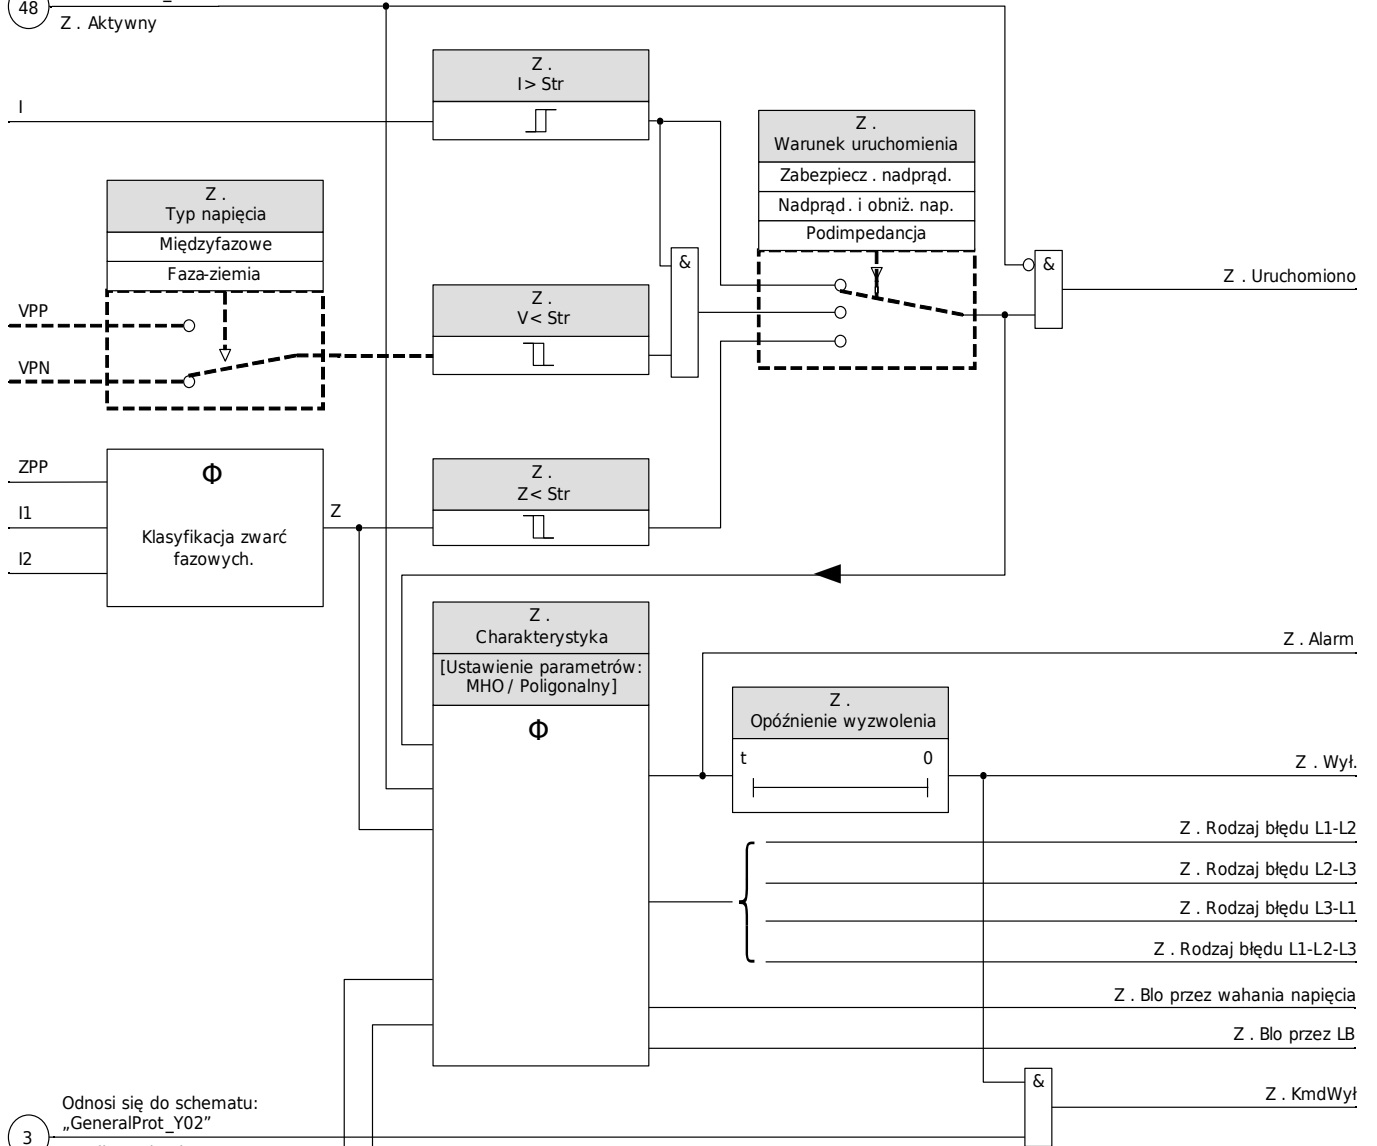 48
Z . Aktywny
Z .
I> Str
I
Z .
Warunek uruchomienia
Zabezpiecz . nadprąd.
Nadprąd . i obniż. nap.
Podimpedancja
Z .
Typ napięcia
Międzyfazowe
Faza-ziemia
&
&
Z . Uruchomiono
VPP
Z .
V< Str
VPN
ZPP
Φ
I1
Klasyfikacja zwarć
fazowych.
I2
Z
Z .
Z< Str
Z .
Charakterystyka
[Ustawienie parametrów:
MHO / Poligonalny]
Φ
Z . Alarm
Z .
Opóźnienie wyzwolenia
t 0
Z . Wył.
Z . Rodzaj błędu L1-L2
Z . Rodzaj błędu L2-L3
Z . Rodzaj błędu L3-L1
Z . Rodzaj błędu L1-L2-L3
Z . Blo przez wahania napięcia
Z . Blo przez LB
&
Z . KmdWył
Odnosi się do schematu:
„GeneralProt_Y02”
3